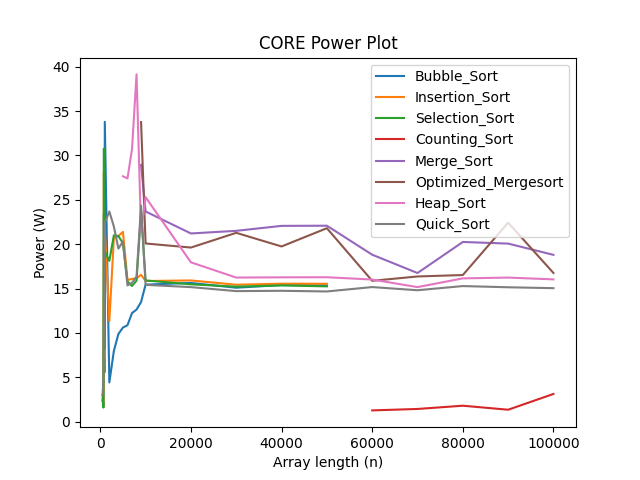 CORE Power Plot
40
35
30
25
20
15
10
5
0
Power (W)
Bubble_Sort
Insertion_Sort
Selection_Sort
Counting_Sort
Merge_Sort
Optimized_Mergesort
Heap_Sort
Quick_Sort
0 20000 40000 60000 80000 100000
Array length (n)